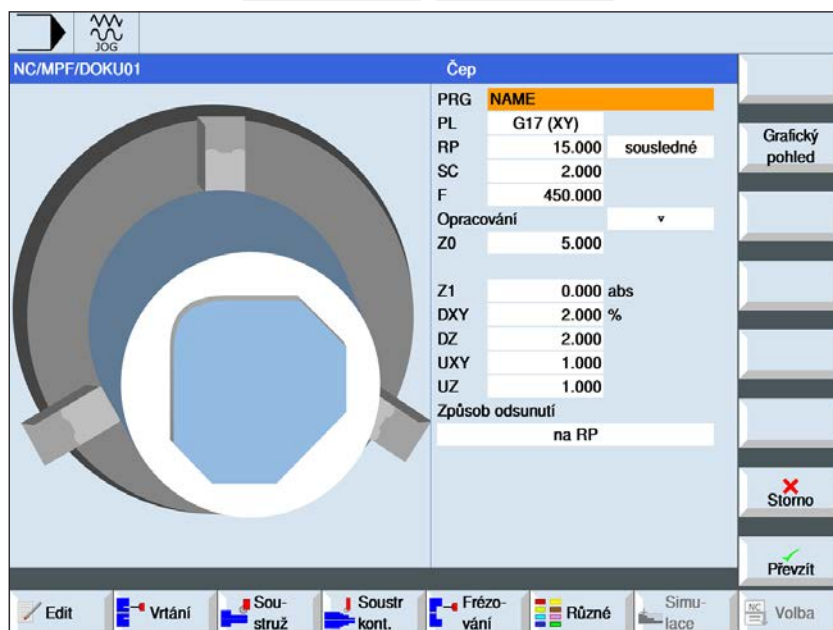 JOG
NC/MPF/DOKU01
Čep
PRG NAME
PL G17 (XY)
RP 15.000 sousledné
SC 2.000
F 450.000
Opracování ▿
Z0 5.000
Z1 0.000 abs
DXY 2.000 %
DZ 2.000
UXY 1.000
UZ 1.000
Způsob odsunutí
na RP
Grafický
pohled
Storno
Převzít
Edit
Vrtání
Sou-
struž
Soustr
kont.
Frézo-
vání
Různé
Simu-
lace
NC
Volba